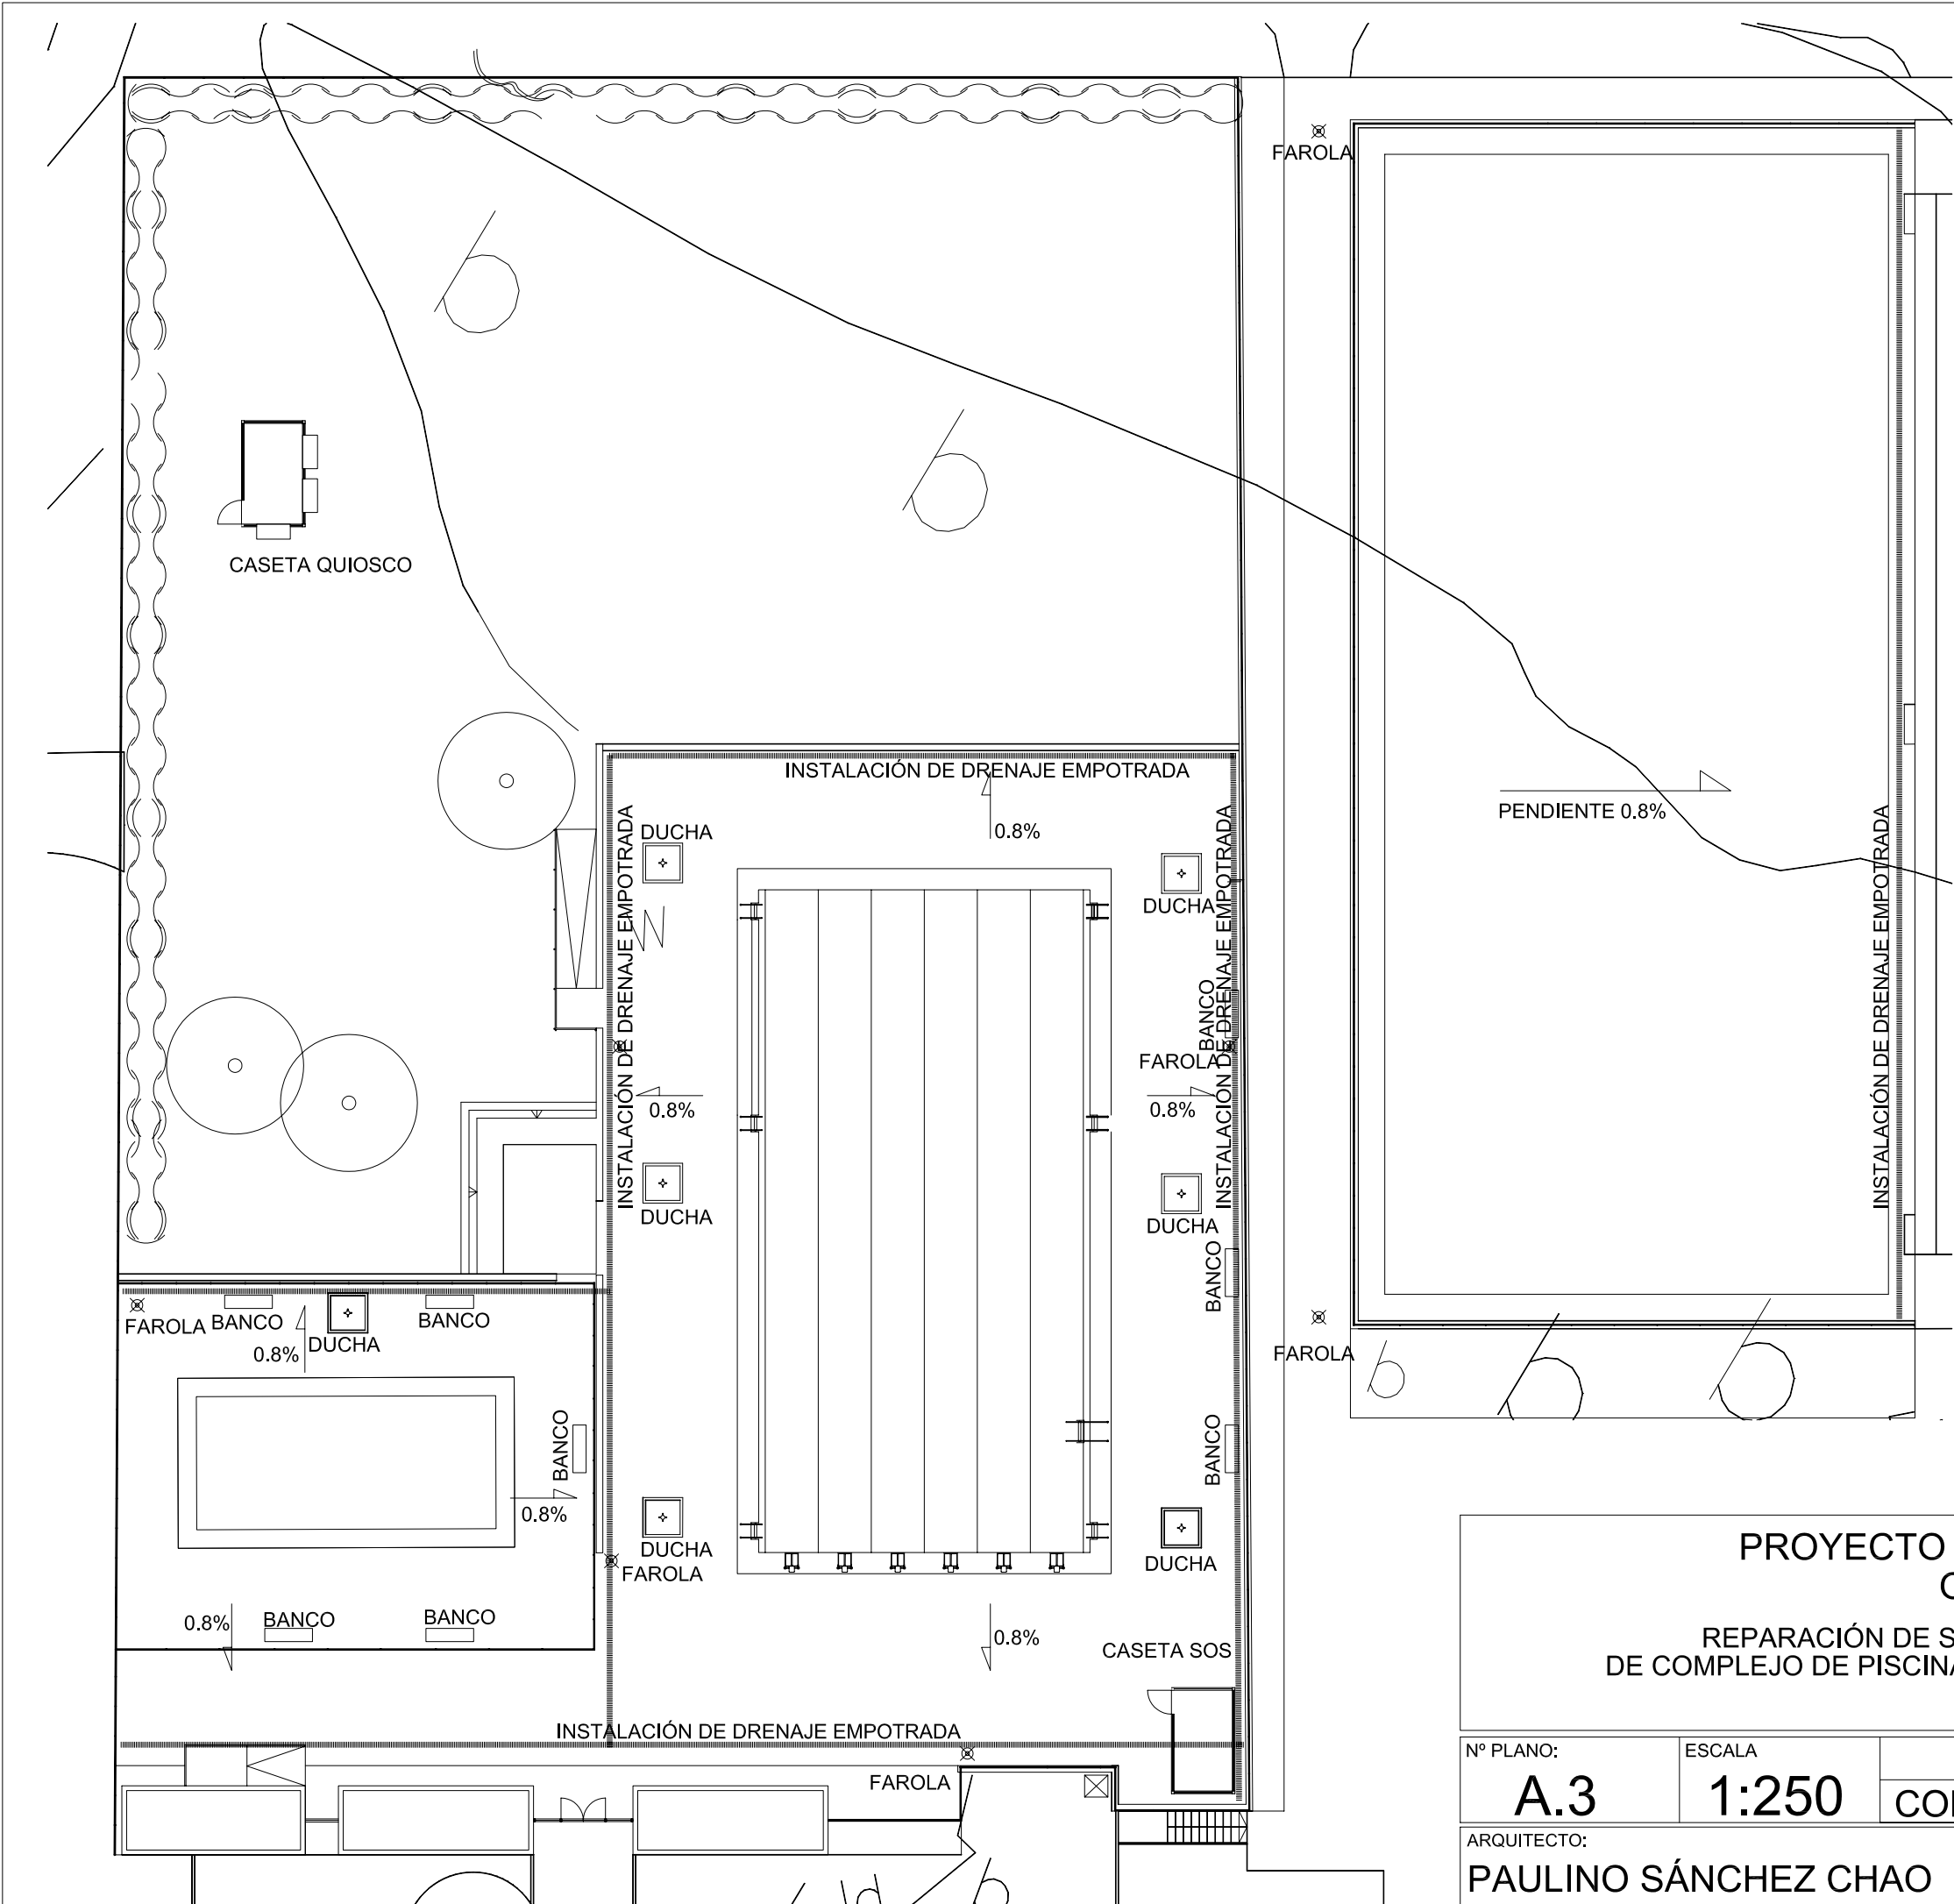 FAROLA
CASETA QUIOSCO
INSTALACIÓN DE DRENAJE EMPOTRADA
0.8%
DUCHA
INSTALACIÓN DE DRENAJE EMPOTRADA
DUCHA
INSTALACIÓN DE DRENAJE EMPOTRADA
PENDIENTE 0.8%
INSTALACIÓN DE DRENAJE EMPOTRADA
BANCO
FAROLA
0.8%
0.8%
DUCHA
DUCHA
BANCO
FAROLA
BANCO
DUCHA
BANCO
0.8%
FAROLA
BANCO
0.8%
BANCO
DUCHA
FAROLA
DUCHA
0.8%
BANCO
BANCO
0.8%
CASETA SOS
INSTALACIÓN DE DRENAJE EMPOTRADA
FAROLA
PROYECTO
REPARACIÓN DE S
DE COMPLEJO DE PISCINA
Nº PLANO:
A.3
ESCALA
1:250
ARQUITECTO:
PAULINO SÁNCHEZ CHAO